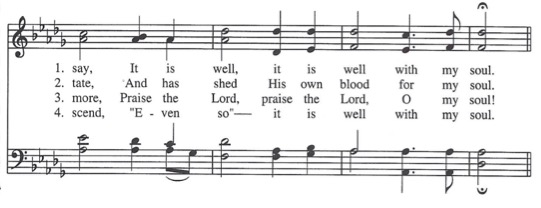 1. say, It is well, it is well with my soul.
2. tate, And has shed His own blood for my soul.
3. more, Praise the Lord, praise the Lord, O my soul!
4. scend, "E - ven so"— it is well with my soul.